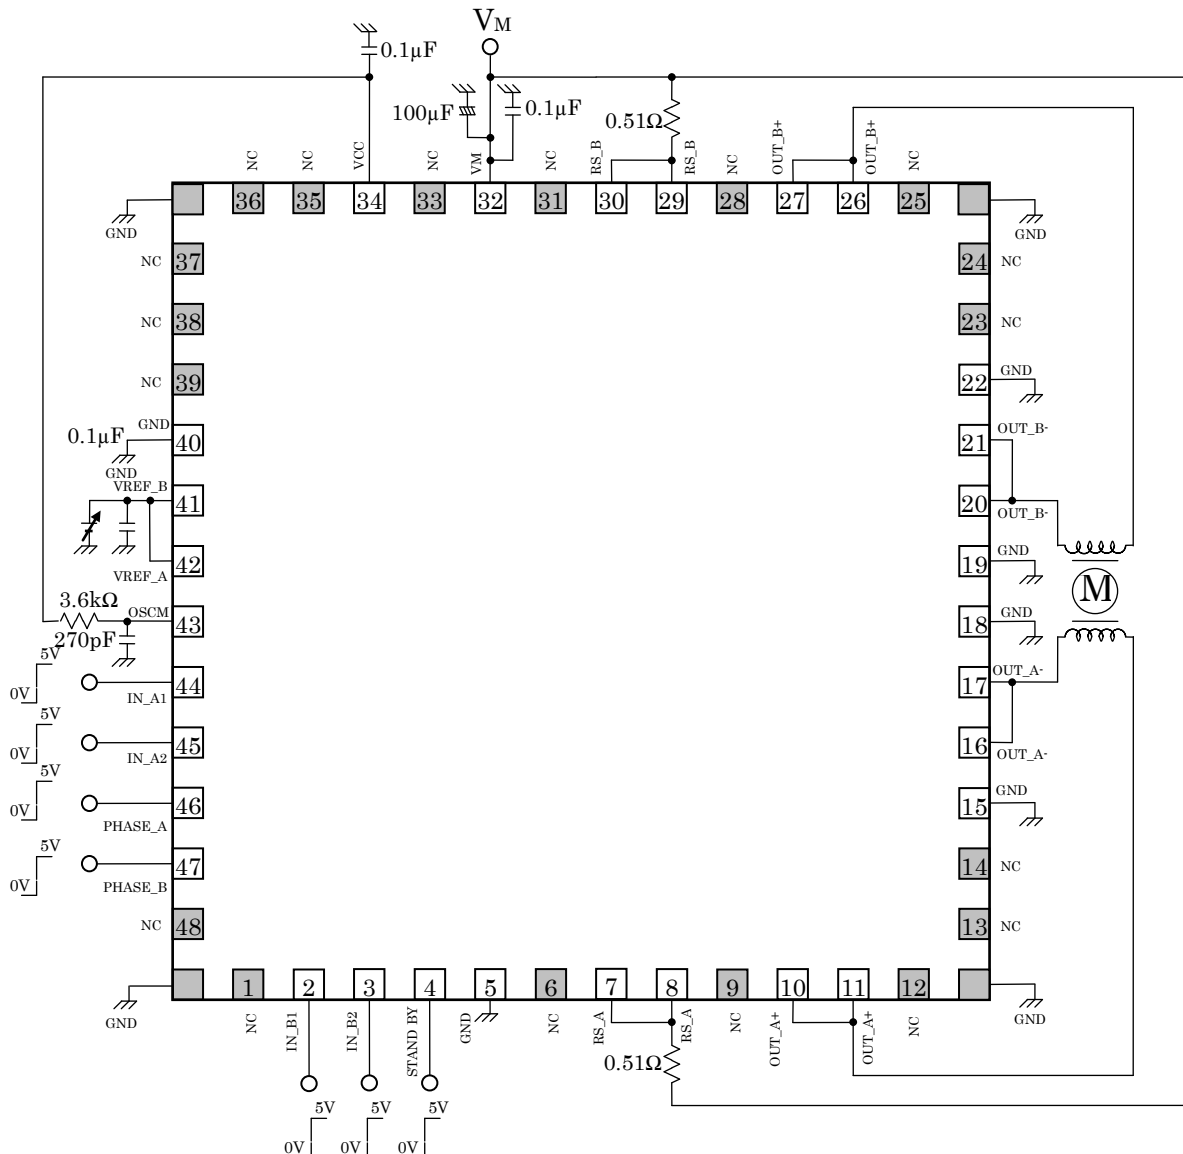 VM
0.1μF
100μF
0.1μF
0.51Ω
NC
NC
VCC
NC
VM
NC
RS_B
RS_B
NC
OUT_B+
OUT_B+
NC
36
35
34
33
32
31
30
29
28
27
26
25
GND
GND
NC
37
24
NC
NC
38
23
NC
NC
39
22
GND
0.1μF
GND
40
21
OUT_B-
GND
VREF_B
41
20
OUT_B-
VREF_A
42
19
GND
M
3.6kΩ
OSCM
43
18
GND
270pF
5V
0V
IN_A1
44
17
OUT_A-
5V
0V
IN_A2
45
16
OUT_A-
5V
0V
PHASE_A
46
15
GND
5V
0V
PHASE_B
47
14
NC
NC
48
13
NC
1
2
3
4
5
6
7
8
9
10
11
12
GND
GND
NC
IN_B1
IN_B2
STAND BY
GND
NC
RS_A
RS_A
NC
OUT_A+
OUT_A+
NC
0.51Ω
5V
5V
5V
0V
0V
0V